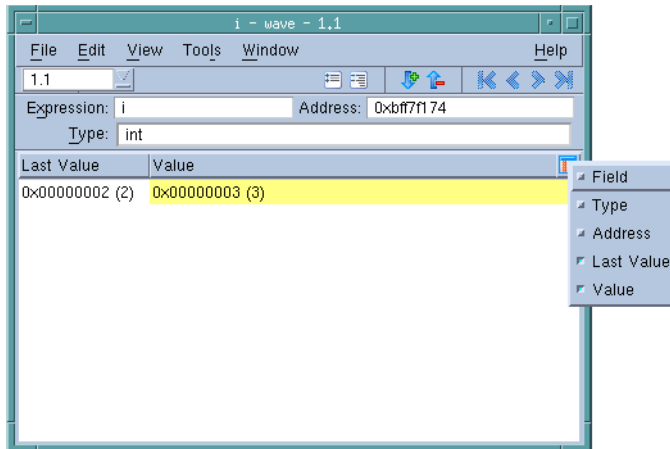 i - wave - 1.1
File Edit View Tools Window Help
1.1
Expression: i Address: 0xbff7f174
Type: int
Last Value Value
0x00000002 (2) 0x00000003 (3)
Field
Type
Address
Last Value
Value